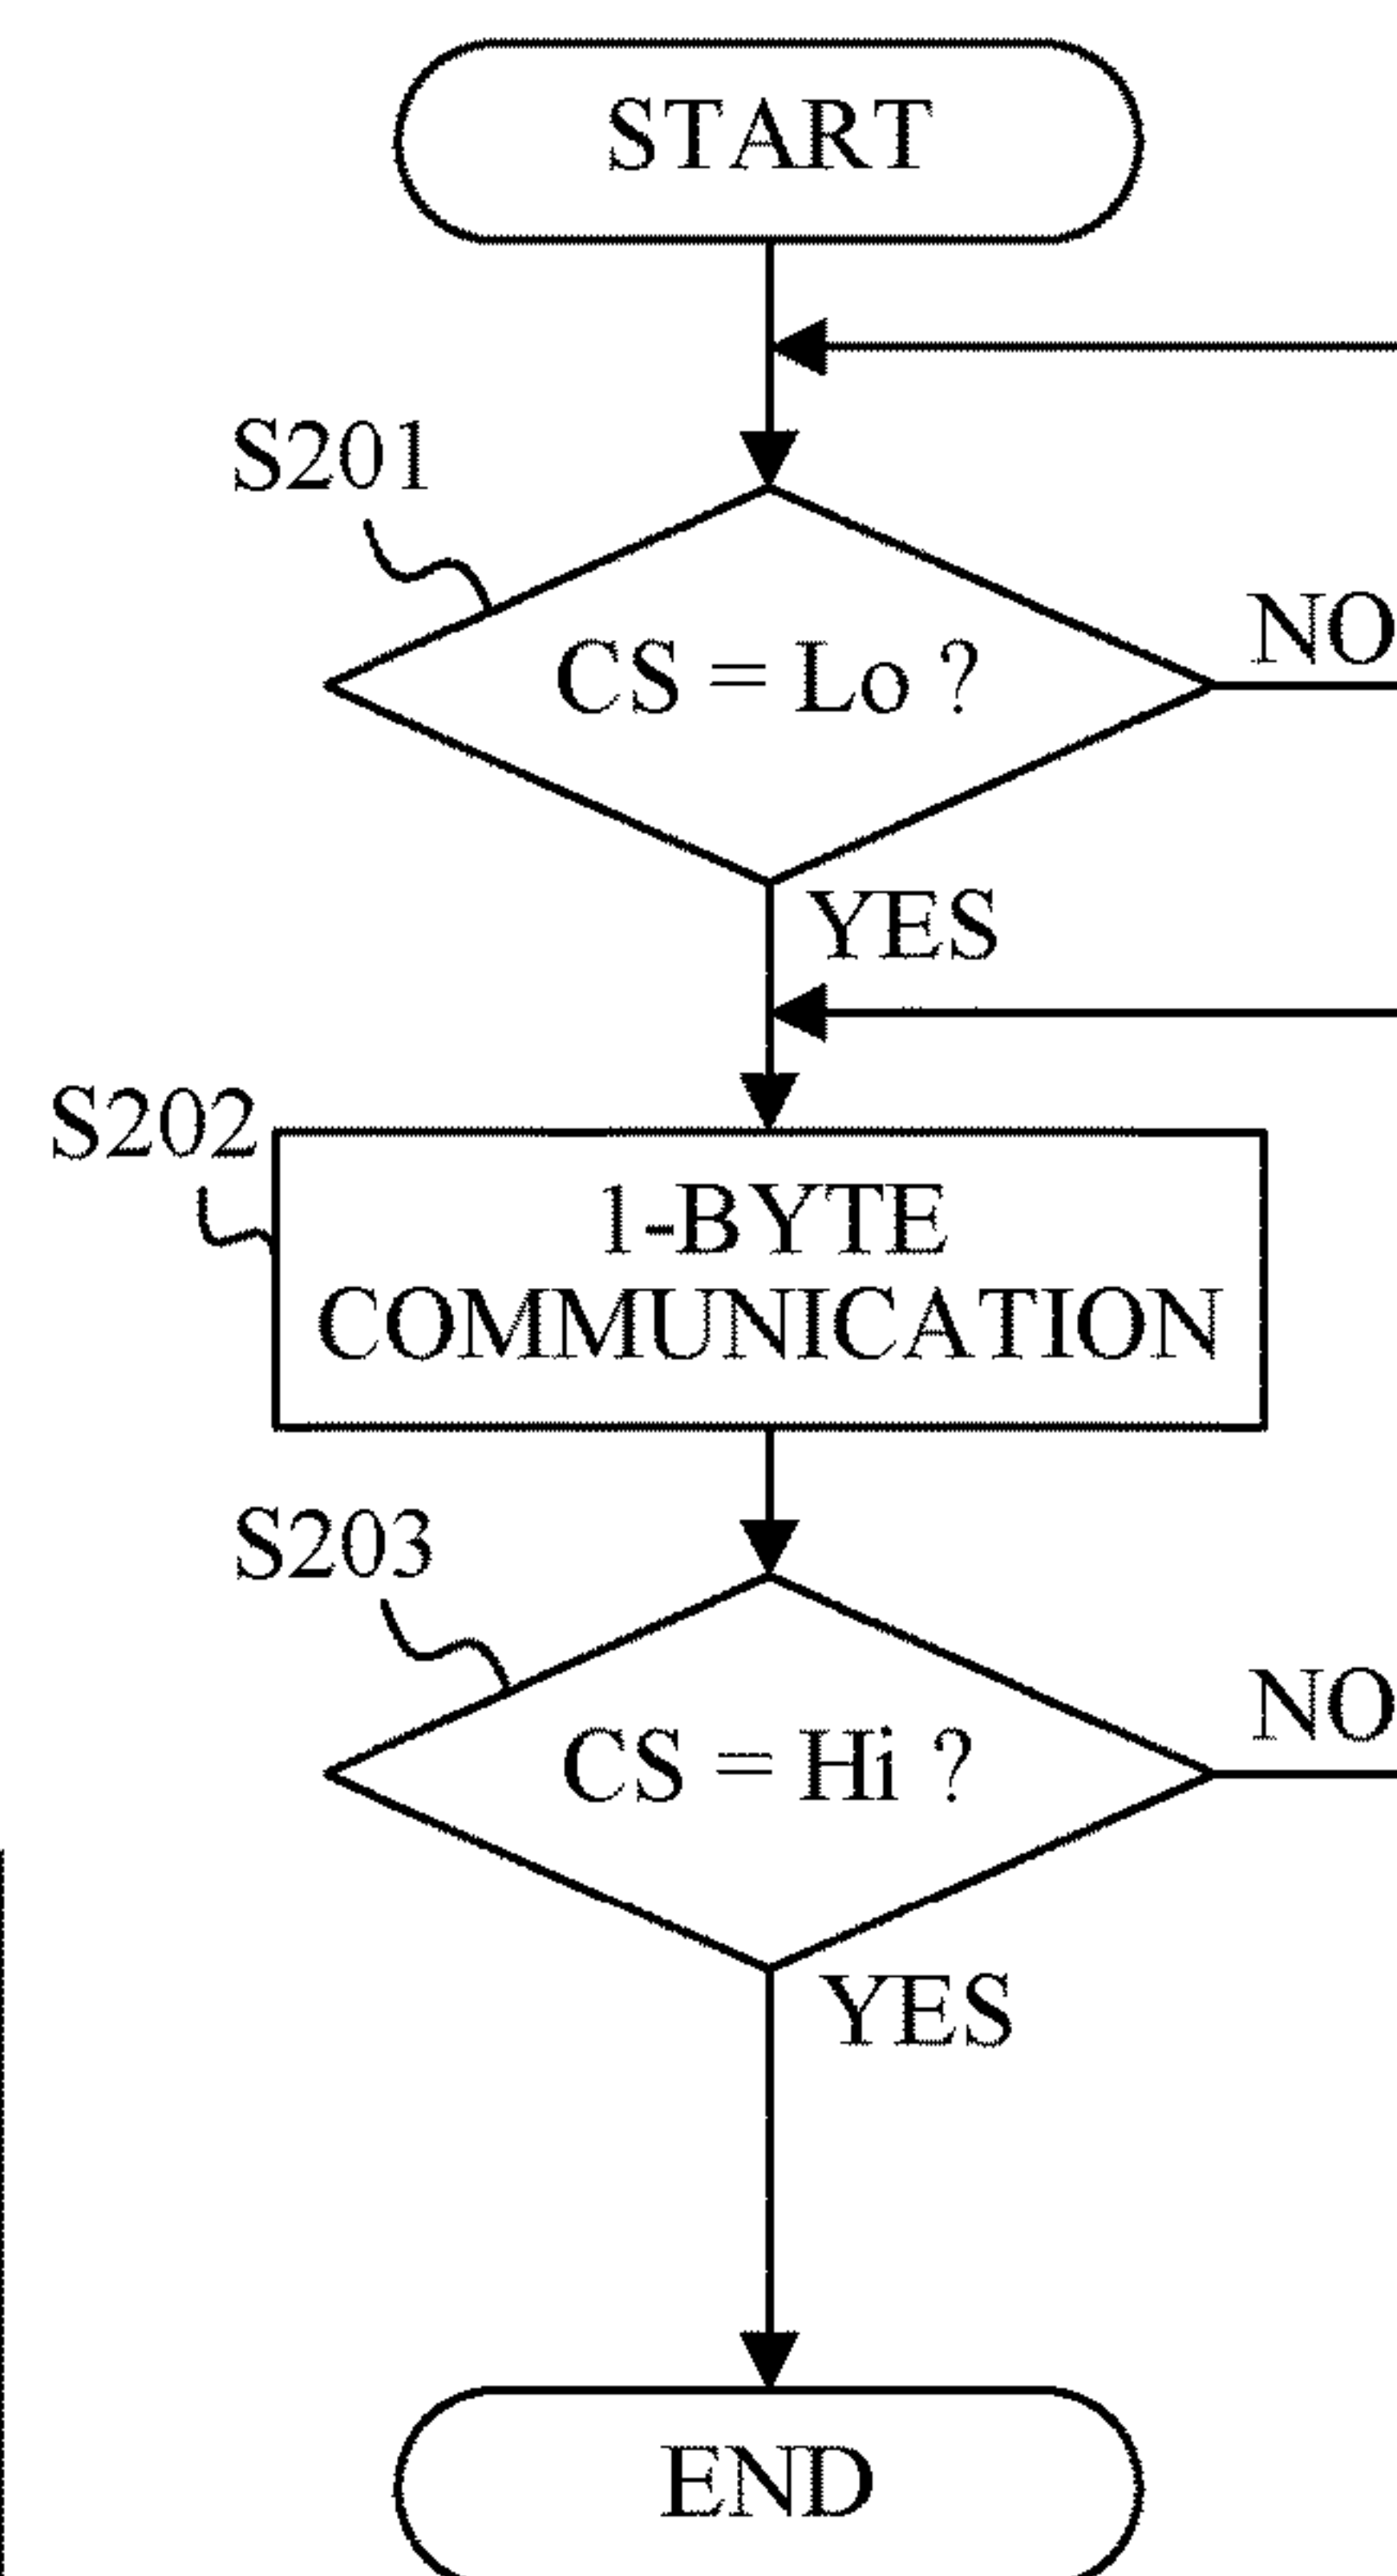 START
S201
CS = Lo ?
NO
YES
S202
1-BYTE
COMMUNICATION
S203
CS = Hi ?
NO
YES
END